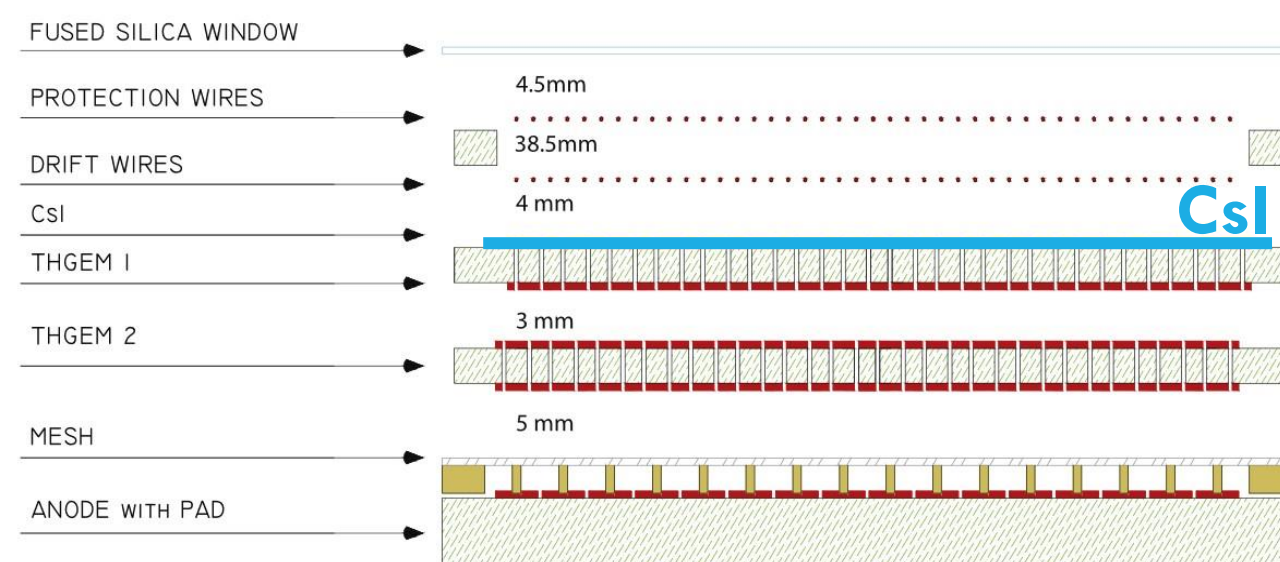 FUSED SILICA WINDOW
4.5mm
PROTECTION WIRES
38.5mm
DRIFT WIRES
4 mm
CsI
CsI
THGEM 1
3 mm
THGEM 2
5 mm
MESH
ANODE WITH PAD